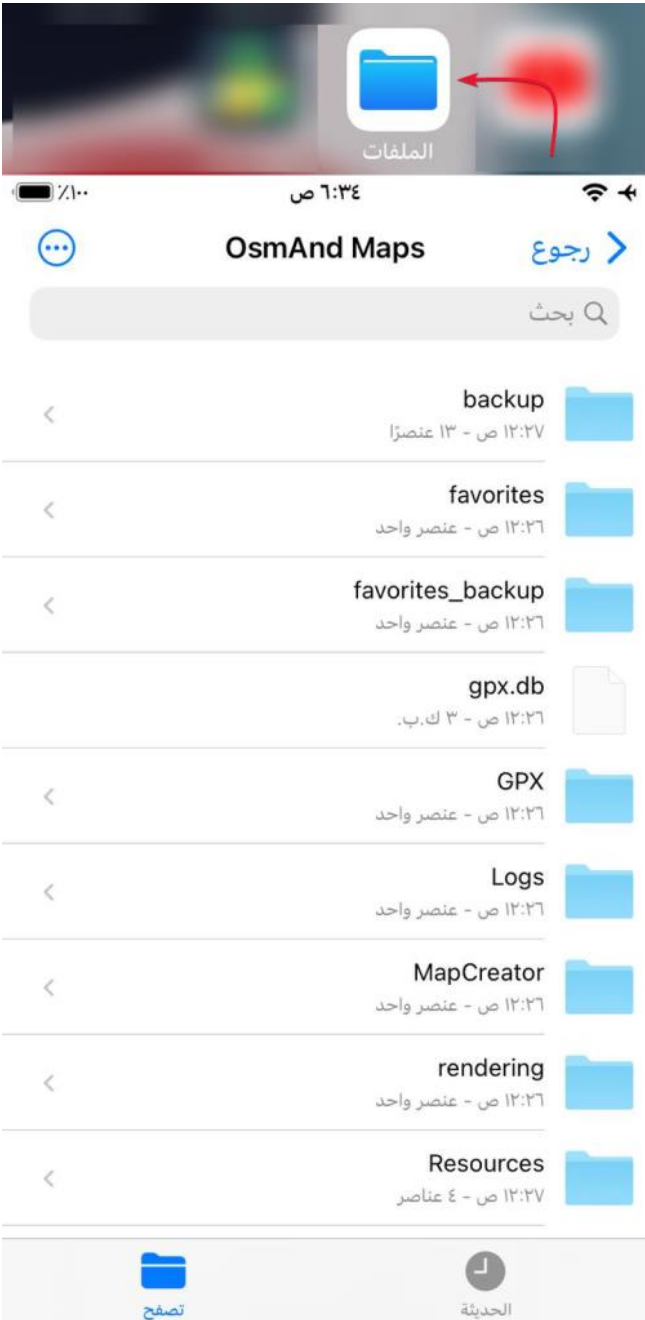 الملفات
٦:٣٤ ص
١٠٠٪
رجوع
OsmAnd Maps
بحث
backup
١٢:٢٧ ص - ١٣ عنصرًا
favorites
١٢:٢٦ ص - عنصر واحد
favorites_backup
١٢:٢٦ ص - عنصر واحد
gpx.db
١٢:٢٦ ص - ٣ ك.ب.
GPX
١٢:٢٦ ص - عنصر واحد
Logs
١٢:٢٦ ص - عنصر واحد
MapCreator
١٢:٢٦ ص - عنصر واحد
rendering
١٢:٢٦ ص - عنصر واحد
Resources
١٢:٢٧ ص - ٤ عناصر
الحديثة
تصفح